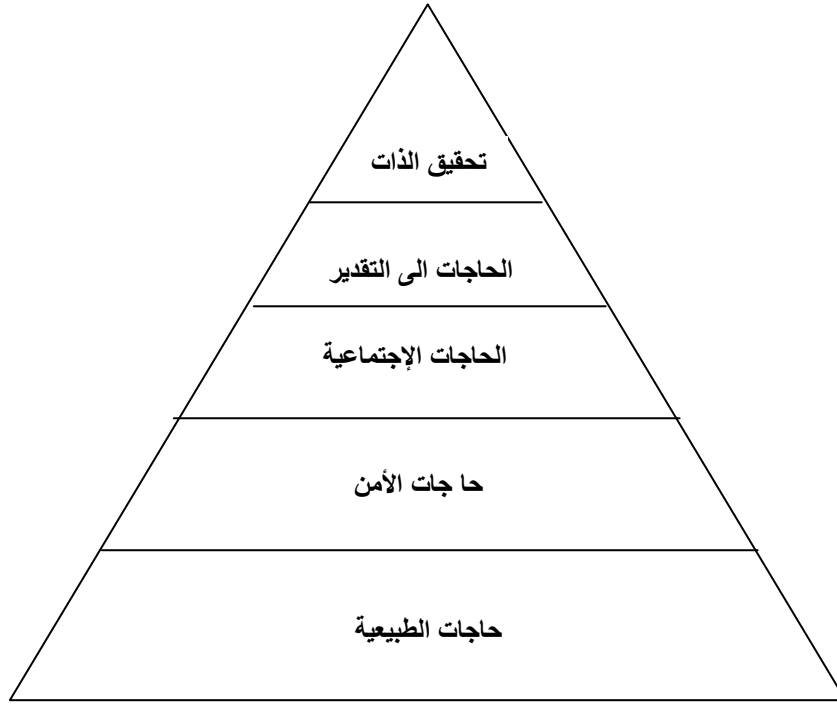 تحقيق الذات
الحاجات الى التقدير
الحاجات الإجتماعية
حا جات الأمن
حاجات الطبيعية